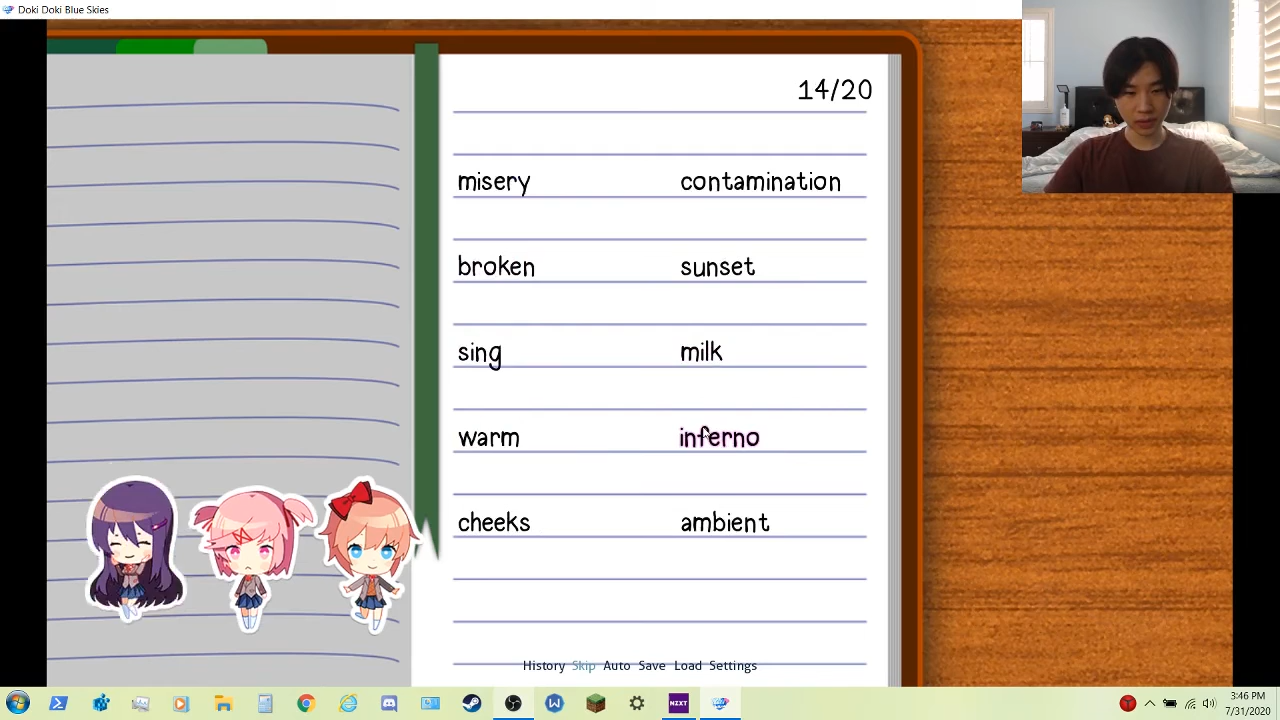 Doki Doki Blue Skies
14/20
misery contamination
broken sunset
sing milk
warm inferno
cheeks ambient
History Skip Auto Save Load Settings
NZXT
3:46 PM
7/31/2020